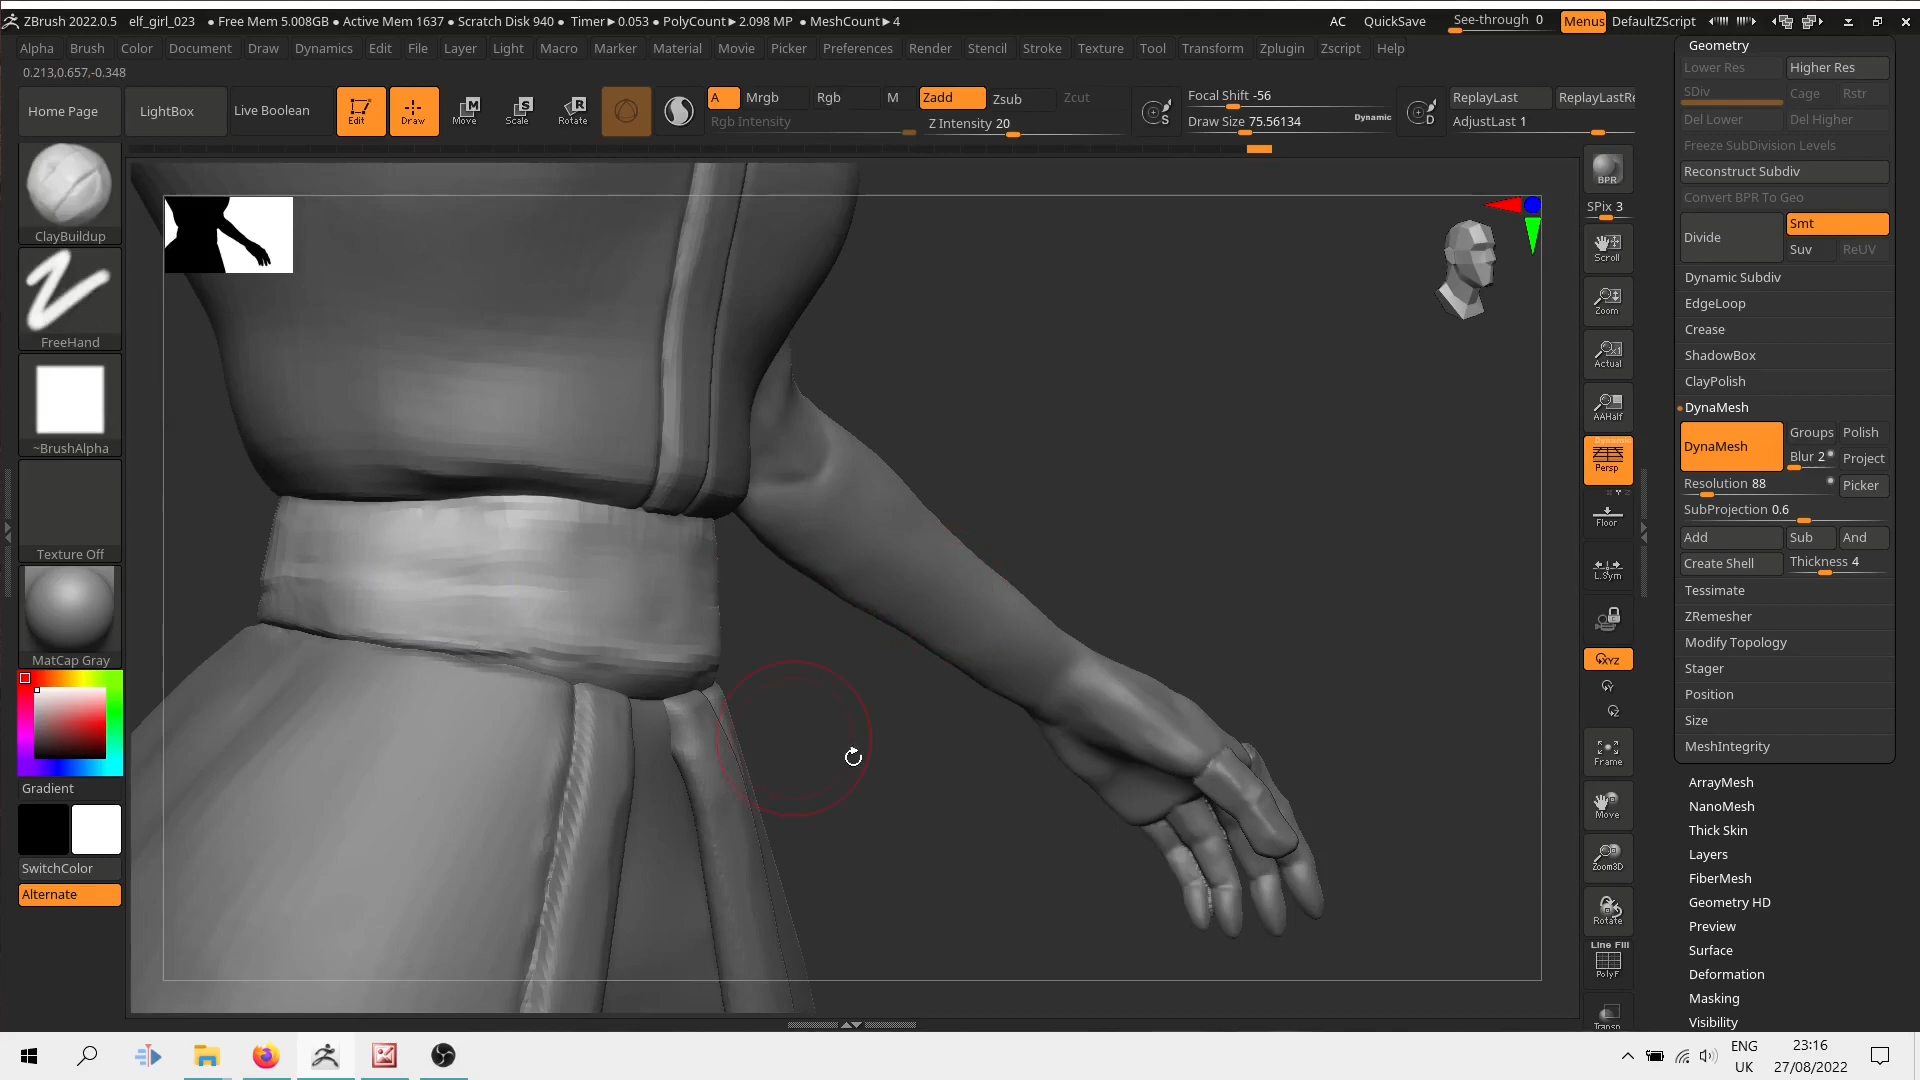 ZBrush 2022.0.5 elf_girl_023 ● Free Mem 5.008GB ● Active Mem 1637 ● Scratch Disk 940 ● Timer►0.053 ● PolyCount►2.098 MP ● MeshCount►4 AC QuickSave See-through 0 Menus DefaultZScript
Alpha Brush Color Document Draw Dynamics Edit File Layer Light Macro Marker Material Movie Picker Preferences Render Stencil Stroke Texture Tool Transform Zplugin Zscript Help
0.213,0.657,-0.348
Home Page
LightBox
Live Boolean
Edit
Draw
Move
Scale
Rotate
A Mrgb Rgb M Zadd Zsub Zcut
Rgb Intensity
Z Intensity 20
Focal Shift -56
Draw Size 75.56134
Dynamic
ReplayLast ReplayLastRe
AdjustLast 1
ClayBuildup
FreeHand
~BrushAlpha
Texture Off
MatCap Gray
Gradient
SwitchColor
Alternate
BPR
SPix 3
Scroll
Zoom
Actual
AAHalf
Dynamic
Persp
Floor
L.Sym
XYZ
Y
Z
Frame
Move
Zoom3D
Rotate
Line Fill
PolyF
Transp
Geometry
Lower Res Higher Res
SDiv Cage Rstr
Del Lower Del Higher
Freeze SubDivision Levels
Reconstruct Subdiv
Convert BPR To Geo
Divide
Smt
Suv ReUV
Dynamic Subdiv
EdgeLoop
Crease
ShadowBox
ClayPolish
DynaMesh
DynaMesh
Groups Polish
Blur 2 Project
Resolution 88 Picker
SubProjection 0.6
Add Sub And
Create Shell Thickness 4
Tessimate
ZRemesher
Modify Topology
Stager
Position
Size
MeshIntegrity
ArrayMesh
NanoMesh
Thick Skin
Layers
FiberMesh
Geometry HD
Preview
Surface
Deformation
Masking
Visibility
ENG
UK
23:16
27/08/2022